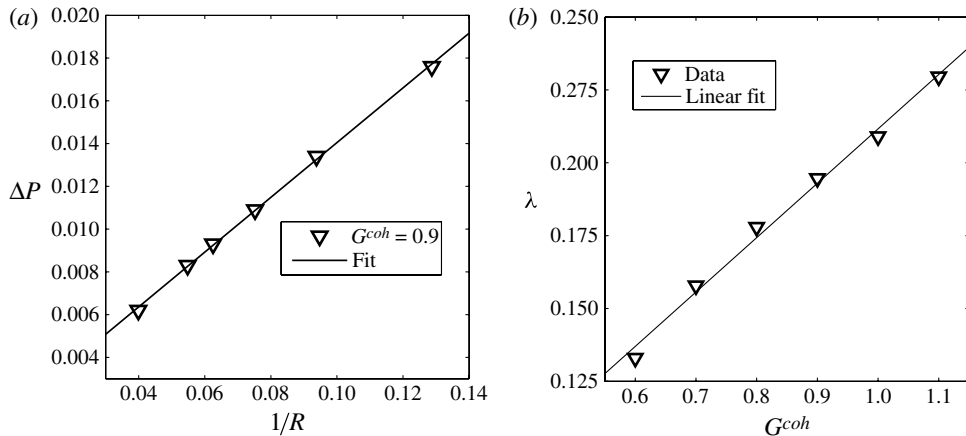 (a)
0.020
0.018
0.016
0.014
0.012
0.010
0.008
0.006
0.004
ΔP
0.04 0.06 0.08 0.10 0.12 0.14
1/R
G^coh = 0.9
Fit
(b)
0.250
0.275
0.200
0.175
0.150
0.125
λ
0.6 0.7 0.8 0.9 1.0 1.1
G^coh
Data
Linear fit